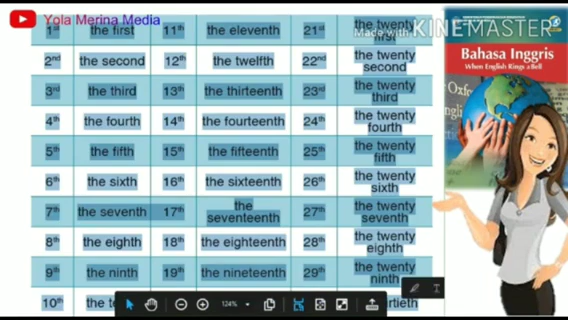 Yola Merina Media
Made with KINEMASTER
1st the first 11th the eleventh 21st the twenty first
2nd the second 12th the twelfth 22nd the twenty second
3rd the third 13th the thirteenth 23rd the twenty third
4th the fourth 14th the fourteenth 24th the twenty fourth
5th the fifth 15th the fifteenth 25th the twenty fifth
6th the sixth 16th the sixteenth 26th the twenty sixth
7th the seventh 17th the seventeenth 27th the twenty seventh
8th the eighth 18th the eighteenth 28th the twenty eighth
9th the ninth 19th the nineteenth 29th the twenty ninth
10th
124%
Bahasa Inggris
When English Rings a Bell